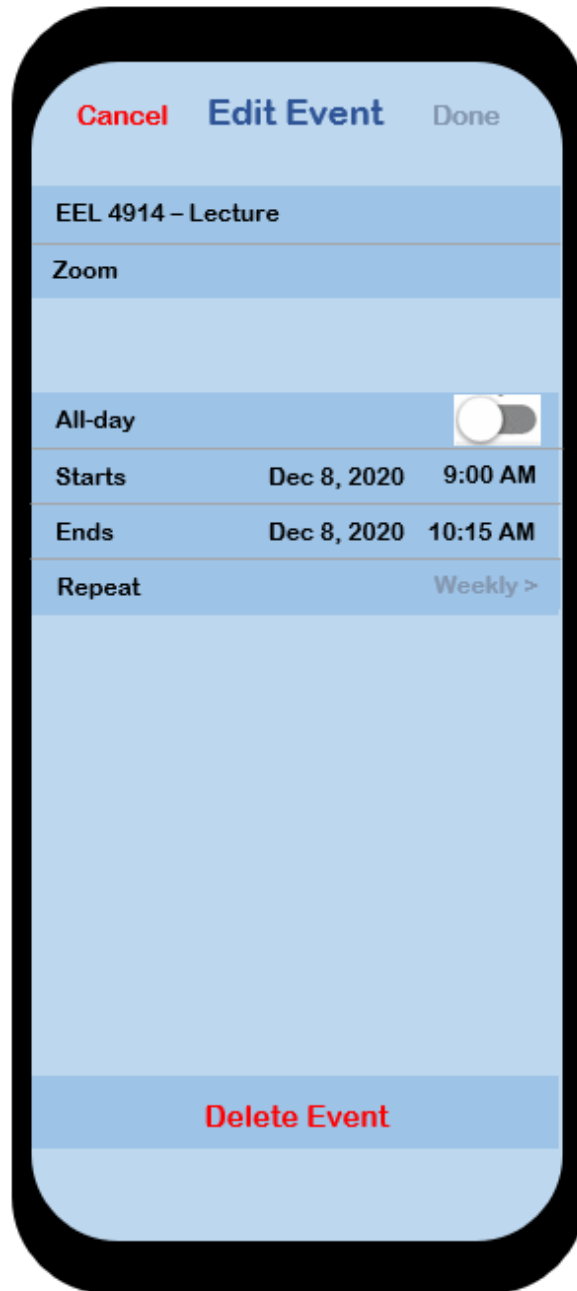 Cancel Edit Event Done
EEL 4914 – Lecture
Zoom
All-day
Starts Dec 8, 2020 9:00 AM
Ends Dec 8, 2020 10:15 AM
Repeat Weekly >
Delete Event